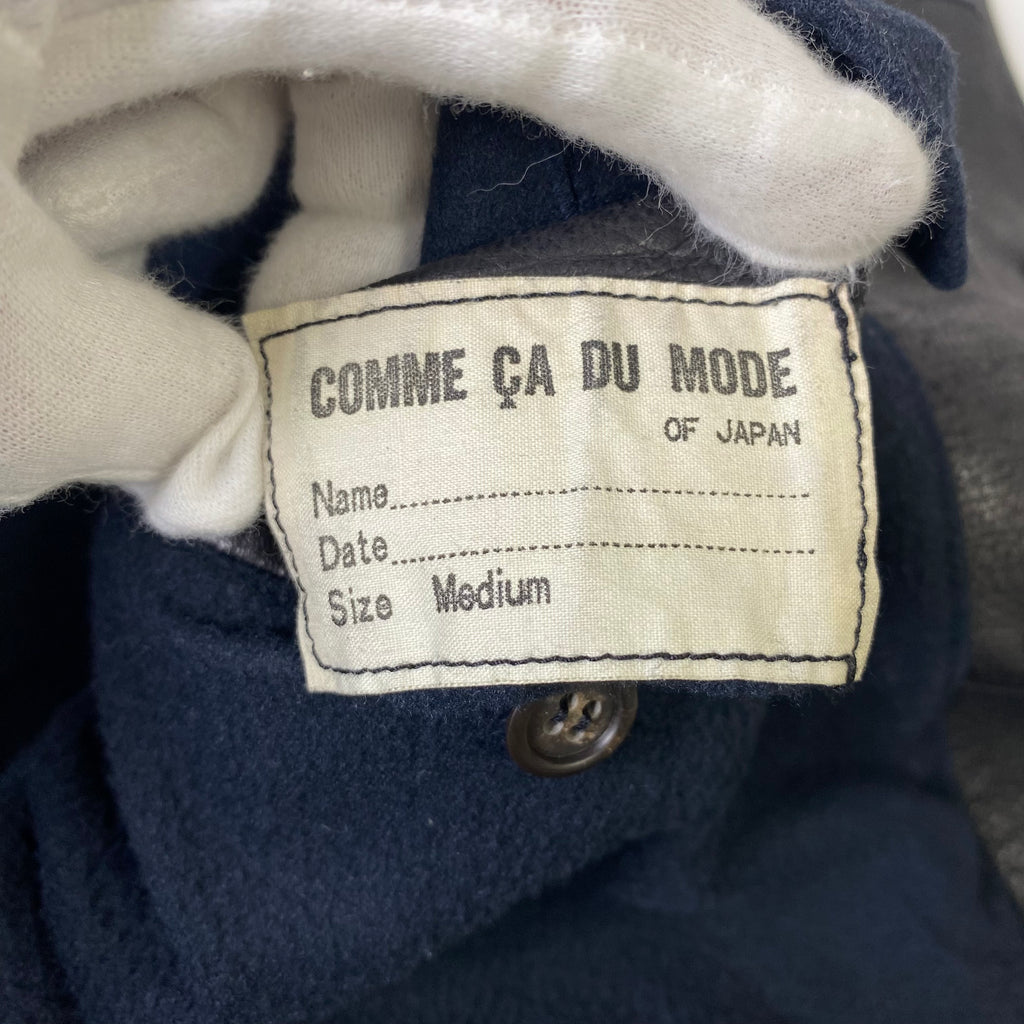 COMME ÇA DU MODE
OF JAPAN
Name
Date
Size Medium